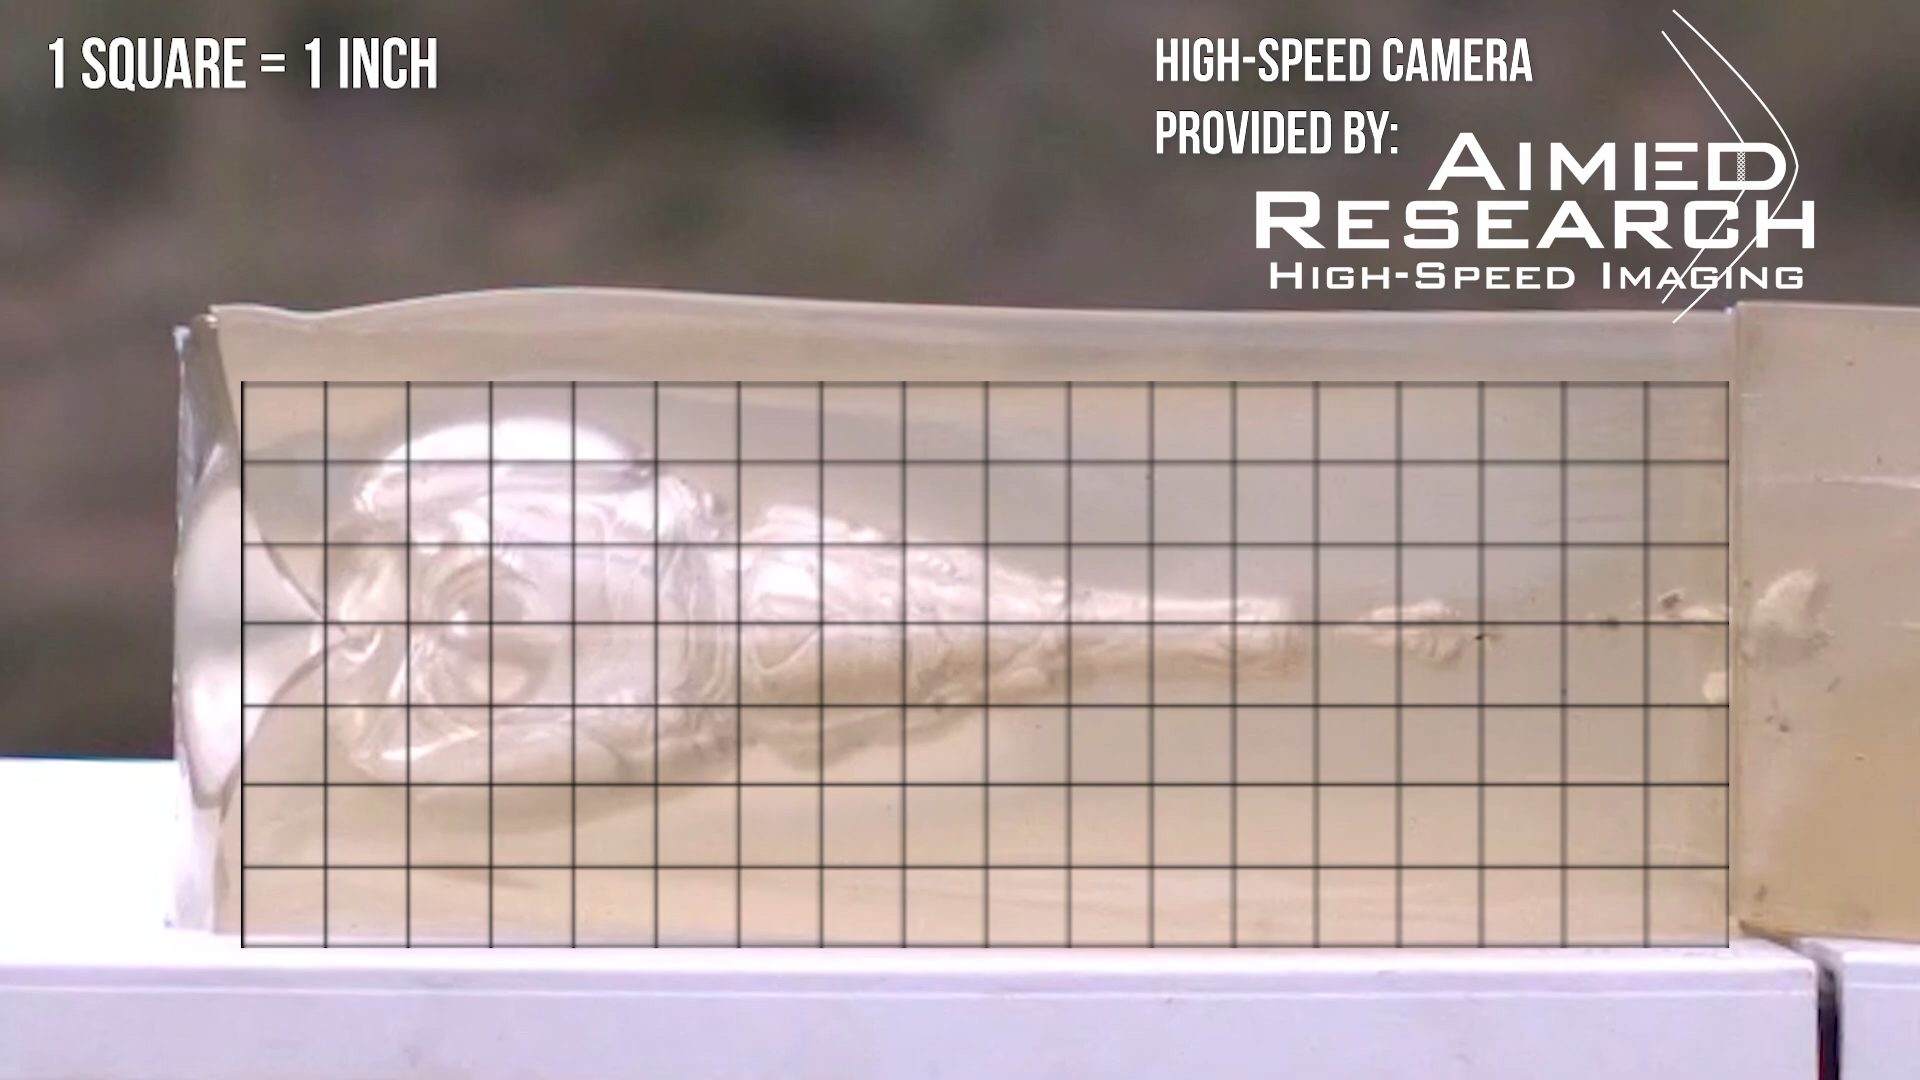 1 SQUARE = 1 INCH
HIGH-SPEED CAMERA
PROVIDED BY:
AIMED
RESEARCH
HIGH-SPEED IMAGING